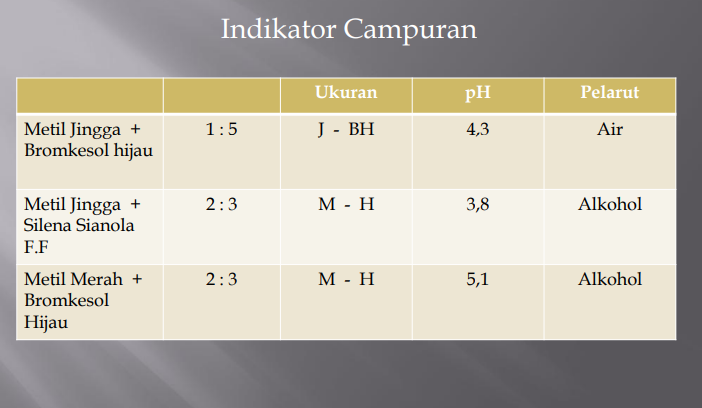 Indikator Campuran
Ukuran pH Pelarut
Metil Jingga + 1 : 5 J - BH 4,3 Air
Bromkesol hijau
Metil Jingga + 2 : 3 M - H 3,8 Alkohol
Silena Sianola
F.F
Metil Merah + 2 : 3 M - H 5,1 Alkohol
Bromkesol
Hijau